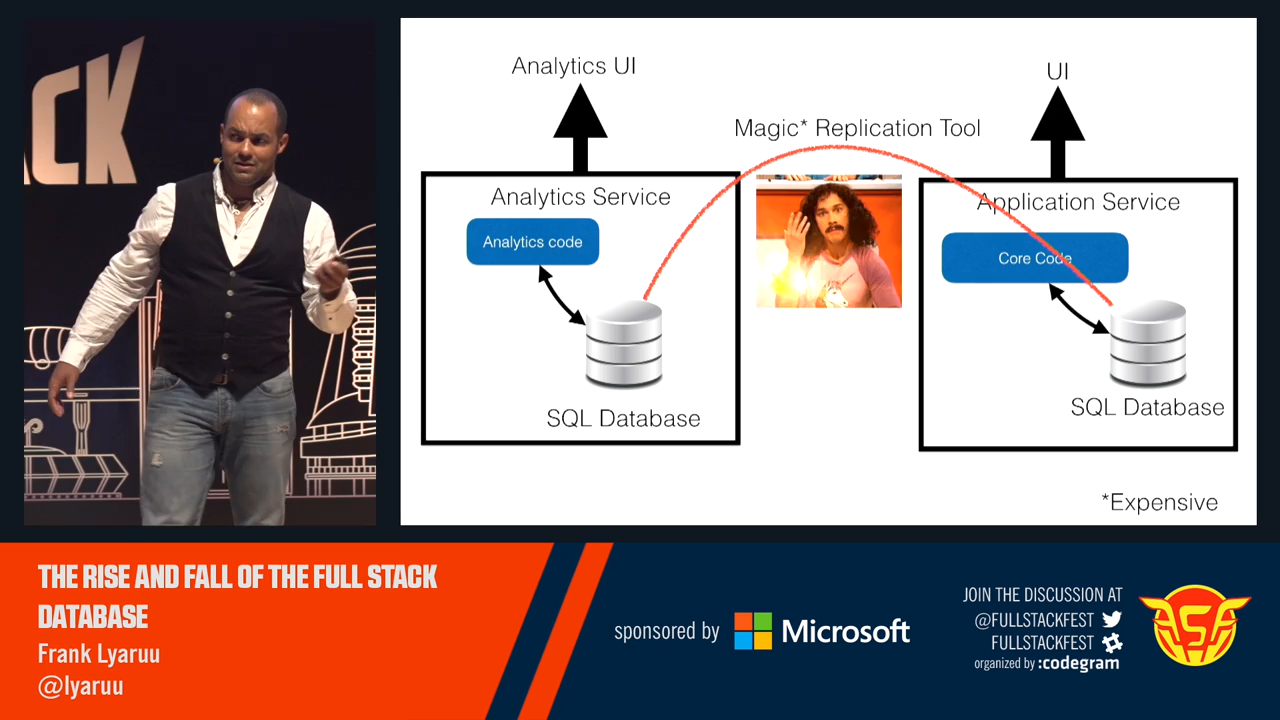 ACK
Analytics UI
UI
Magic* Replication Tool
Analytics Service
Application Service
Analytics code
Core Code
SQL Database
SQL Database
*Expensive
THE RISE AND FALL OF THE FULL STACK
DATABASE
Frank Lyaruu
@lyaruu
sponsored by
Microsoft
JOIN THE DISCUSSION AT
@FULLSTACKFEST
FULLSTACKFEST
organized by :codegram
FSF